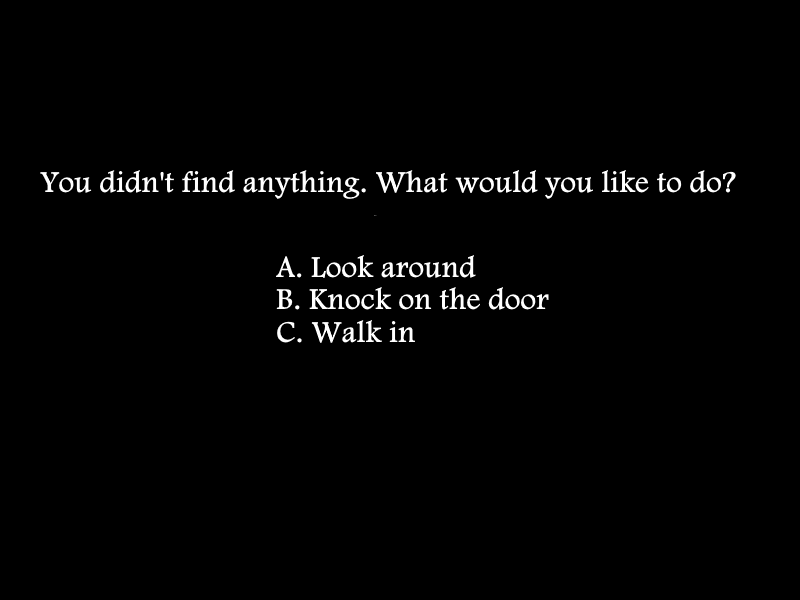 You didn't find anything. What would you like to do?
A. Look around
B. Knock on the door
C. Walk in